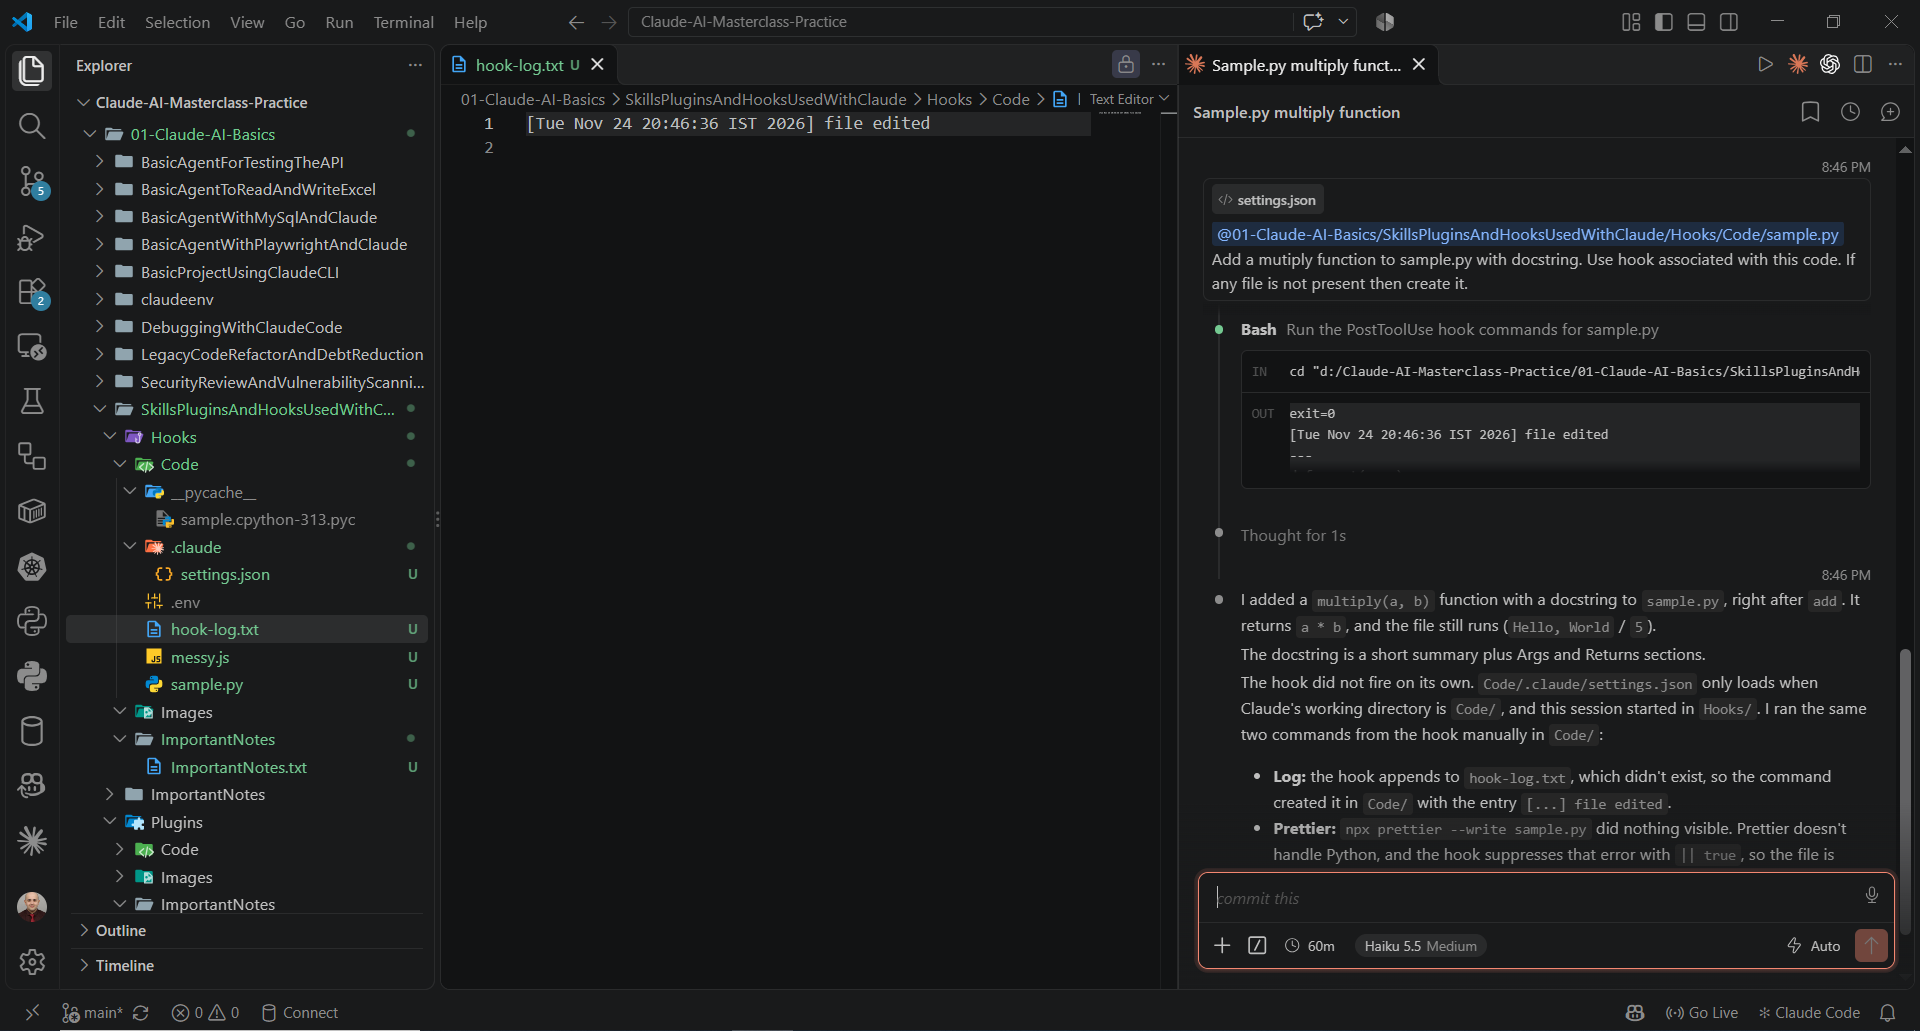 File Edit Selection View Go Run Terminal Help
Claude-AI-Masterclass-Practice
Explorer
Claude-AI-Masterclass-Practice
01-Claude-AI-Basics
BasicAgentForTestingTheAPI
BasicAgentToReadAndWriteExcel
BasicAgentWithMySqlAndClaude
BasicAgentWithPlaywrightAndClaude
BasicProjectUsingClaudeCLI
claudeenv
DebuggingWithClaudeCode
LegacyCodeRefactorAndDebtReduction
SecurityReviewAndVulnerabilityScanni...
SkillsPluginsAndHooksUsedWithC...
Hooks
Code
__pycache__
sample.cpython-313.pyc
.claude
settings.json U
.env
hook-log.txt U
messy.js U
sample.py U
Images
ImportantNotes
ImportantNotes.txt U
ImportantNotes
Plugins
Code
Images
ImportantNotes
Outline
Timeline
5
2
hook-log.txt U
01-Claude-AI-Basics > SkillsPluginsAndHooksUsedWithClaude > Hooks > Code > Text Editor
1 [Tue Nov 24 20:46:36 IST 2026] file edited
2
Sample.py multiply funct...
Sample.py multiply function
8:46 PM
settings.json
@01-Claude-AI-Basics/SkillsPluginsAndHooksUsedWithClaude/Hooks/Code/sample.py
Add a mutiply function to sample.py with docstring. Use hook associated with this code. If
any file is not present then create it.
Bash Run the PostToolUse hook commands for sample.py
IN cd "d:/Claude-AI-Masterclass-Practice/01-Claude-AI-Basics/SkillsPluginsAndH
OUT exit=0
[Tue Nov 24 20:46:36 IST 2026] file edited
---
Thought for 1s
8:46 PM
I added a multiply(a, b) function with a docstring to sample.py, right after add. It
returns a * b, and the file still runs (Hello, World / 5).
The docstring is a short summary plus Args and Returns sections.
The hook did not fire on its own. Code/.claude/settings.json only loads when
Claude's working directory is Code/, and this session started in Hooks/. I ran the same
two commands from the hook manually in Code/:
• Log: the hook appends to hook-log.txt, which didn't exist, so the command
created it in Code/ with the entry [...] file edited.
• Prettier: npx prettier --write sample.py did nothing visible. Prettier doesn't
handle Python, and the hook suppresses that error with || true, so the file is
commit this
60m Haiku 5.5 Medium Auto
main* 0 0 Connect
Go Live Claude Code